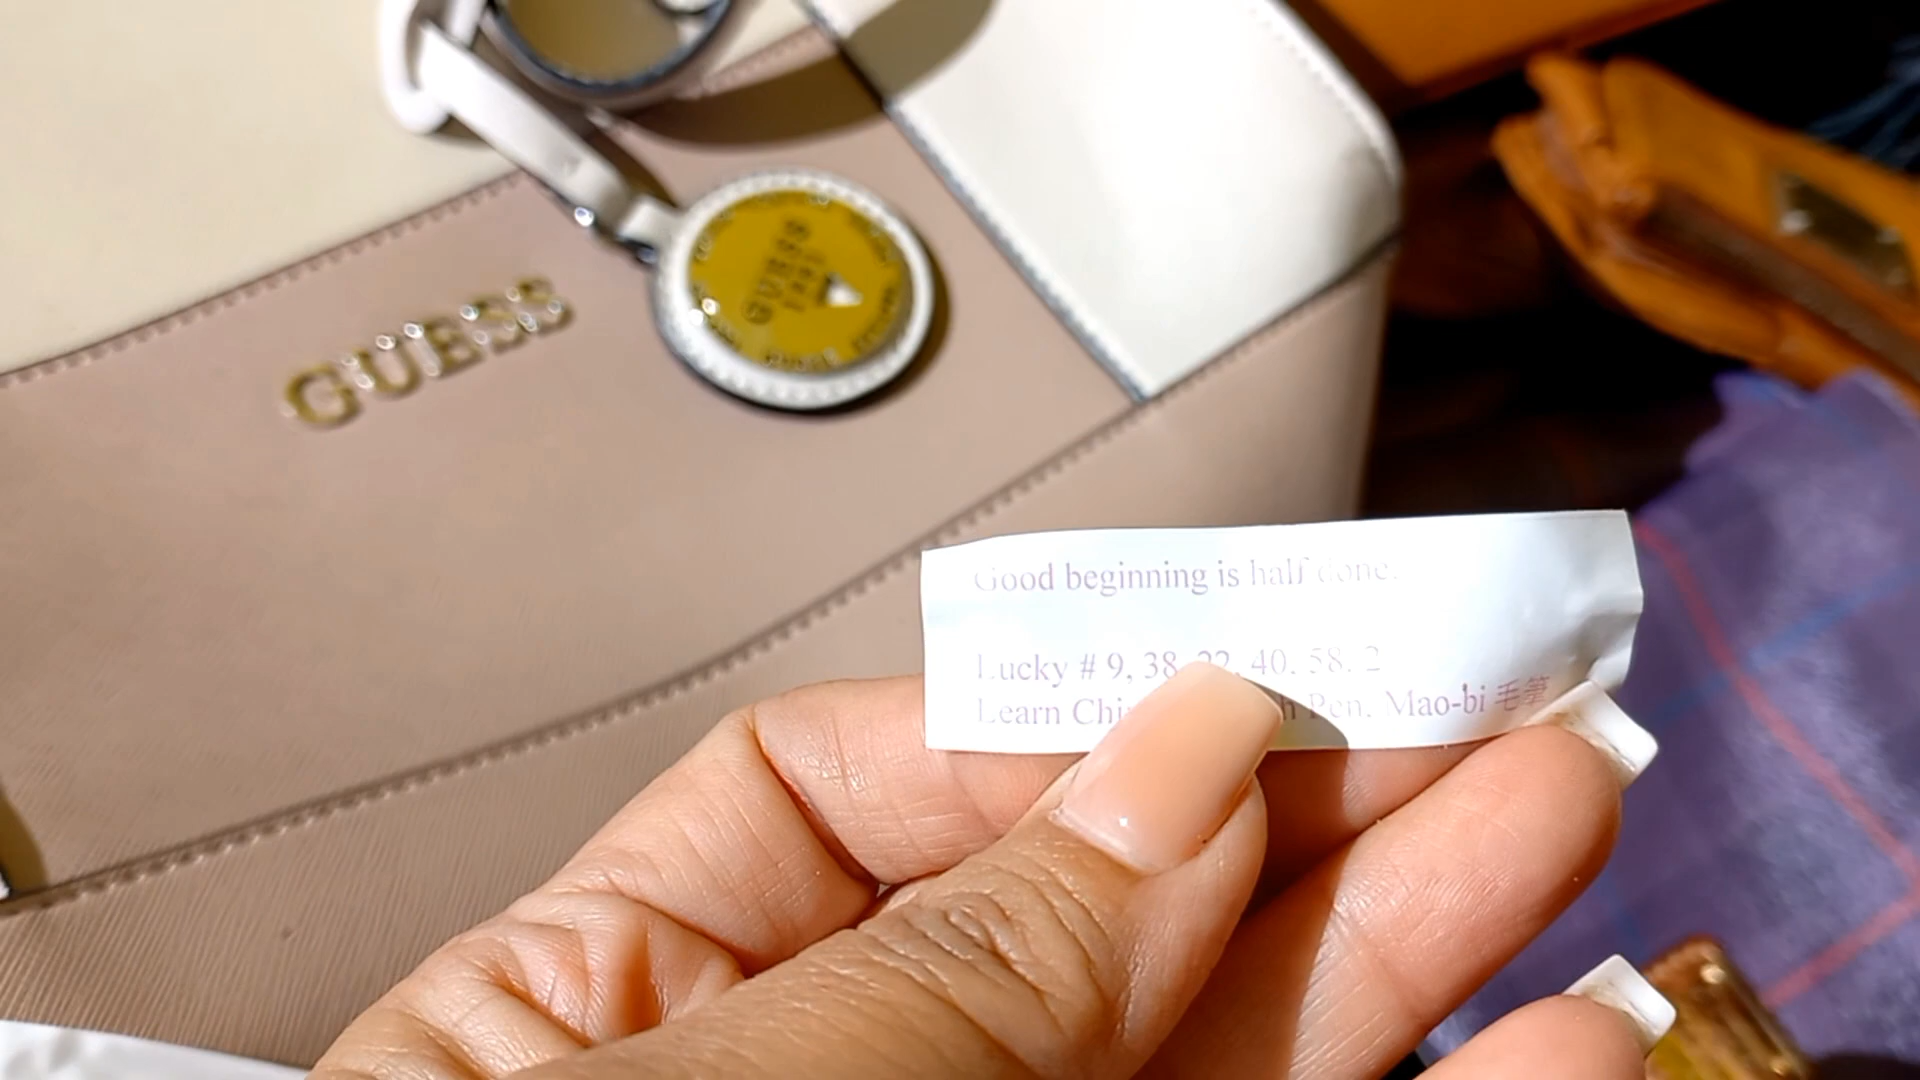 GUESS
GUESS
Good beginning is half done.
Lucky # 9, 38, 22, 40, 58, 2
Learn Pen, Mao-bi 毛筆